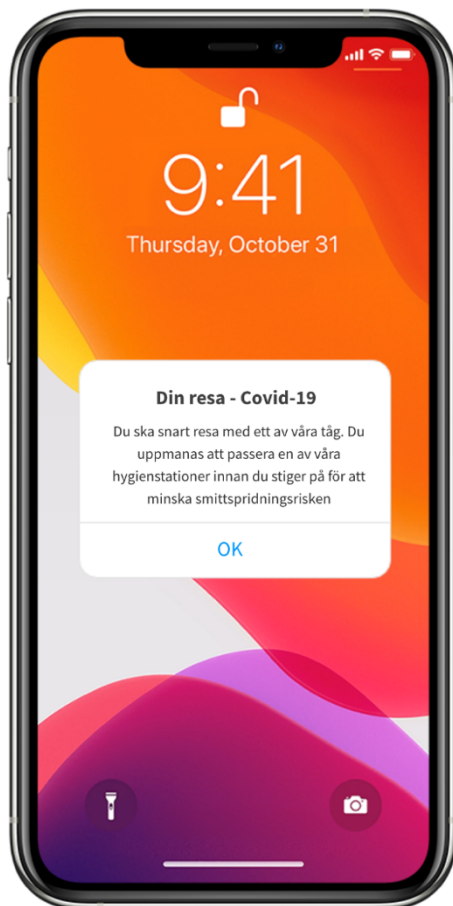 9:41
Thursday, October 31
Din resa - Covid-19
Du ska snart resa med ett av våra tåg. Du
uppmanas att passera en av våra
hygienstationer innan du stiger på för att
minska smittspridningsrisken
OK